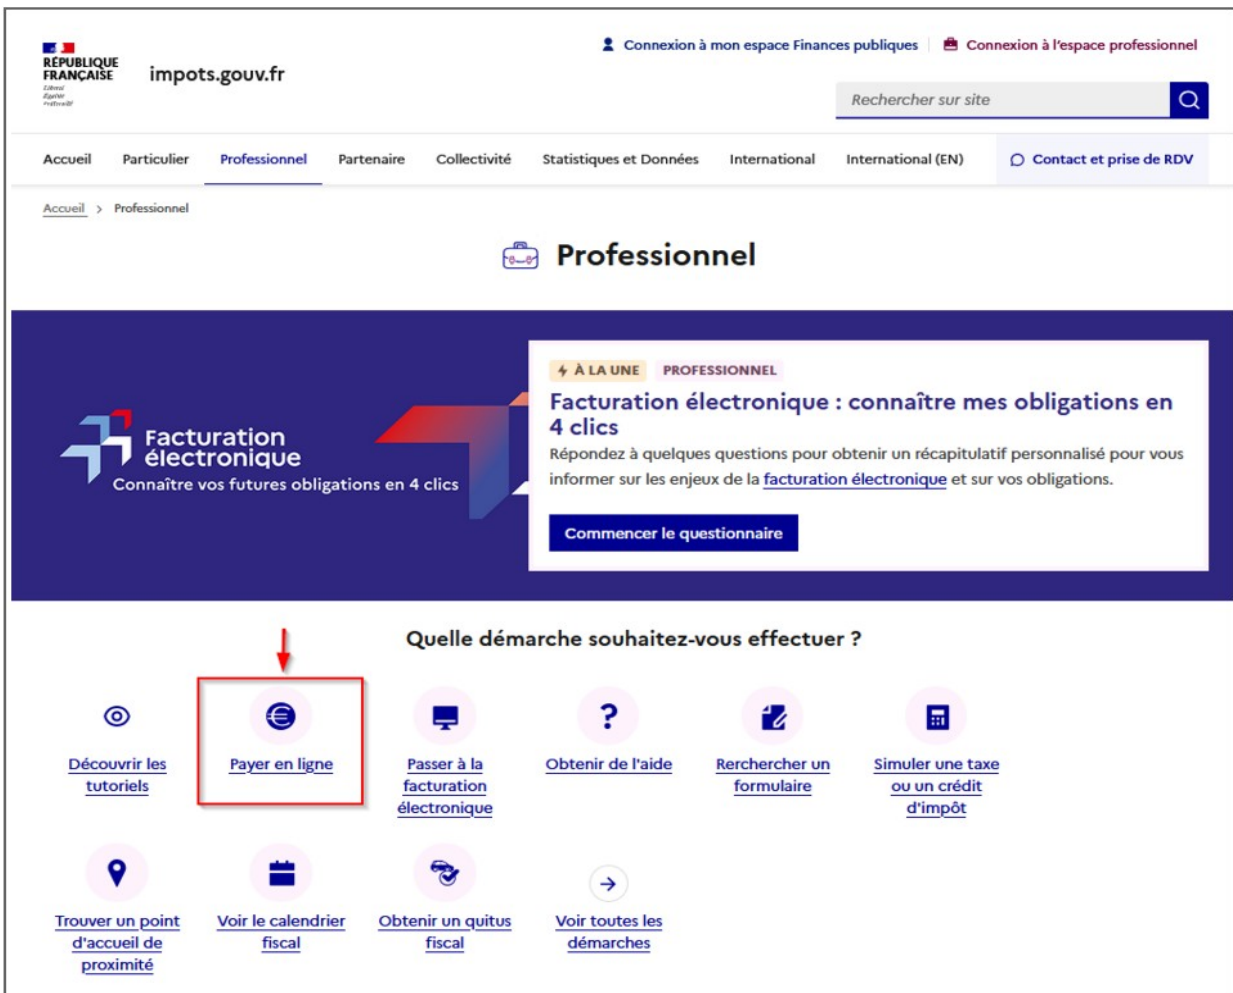 Connexion à mon espace Finances publiques
Connexion à l'espace professionnel
RÉPUBLIQUE
FRANÇAISE
Liberté
Égalité
Fraternité
impots.gouv.fr
Rechercher sur site
Accueil Particulier Professionnel Partenaire Collectivité Statistiques et Données International International (EN) Contact et prise de RDV
Accueil > Professionnel
Professionnel
Facturation
électronique
Connaître vos futures obligations en 4 clics
À LA UNE PROFESSIONNEL
Facturation électronique : connaître mes obligations en
4 clics
Répondez à quelques questions pour obtenir un récapitulatif personnalisé pour vous
informer sur les enjeux de la facturation électronique et sur vos obligations.
Commencer le questionnaire
Quelle démarche souhaitez-vous effectuer ?
Découvrir les
tutoriels
Payer en ligne
Passer à la
facturation
électronique
Obtenir de l'aide
Rerchercher un
formulaire
Simuler une taxe
ou un crédit
d'impôt
Trouver un point
d'accueil de
proximité
Voir le calendrier
fiscal
Obtenir un quitus
fiscal
Voir toutes les
démarches